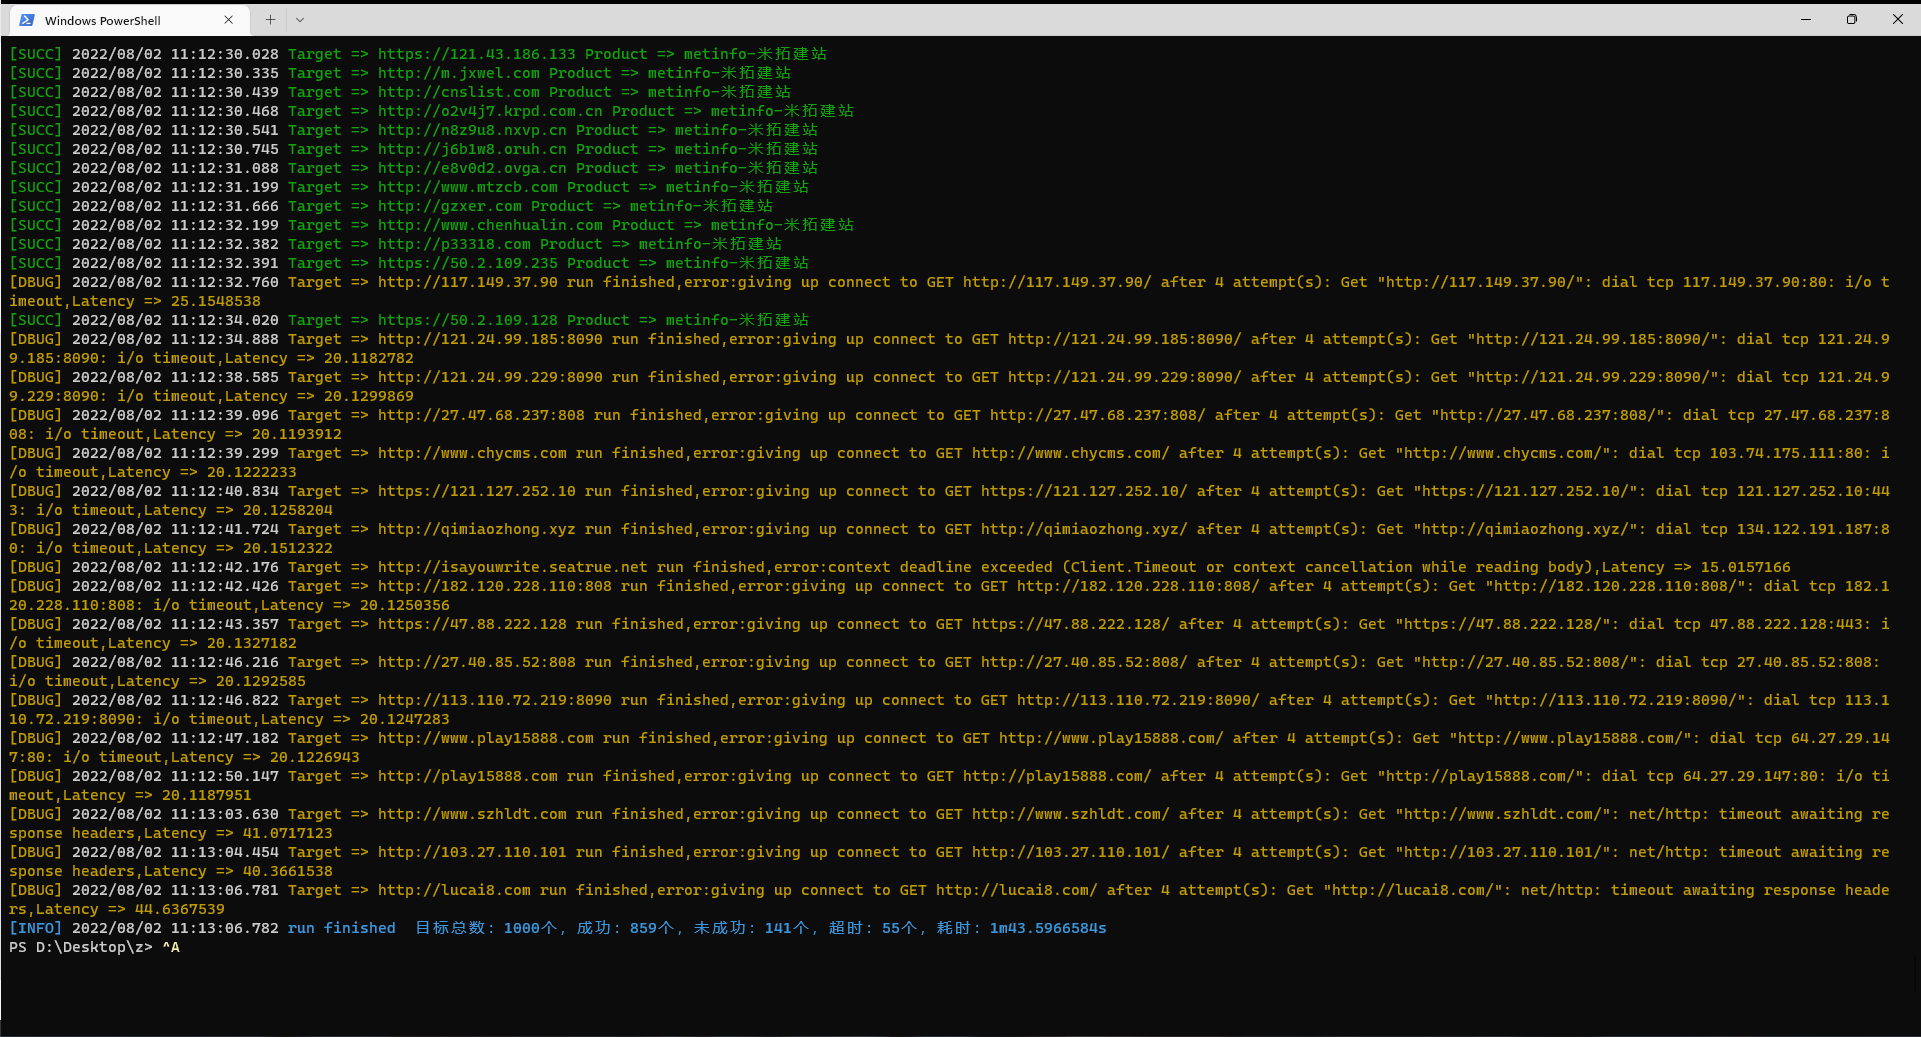 Windows PowerShell
[SUCC] 2022/08/02 11:12:30.028 Target => https://121.43.186.133 Product => metinfo-米拓建站
[SUCC] 2022/08/02 11:12:30.335 Target => http://m.jxwel.com Product => metinfo-米拓建站
[SUCC] 2022/08/02 11:12:30.439 Target => http://cnslist.com Product => metinfo-米拓建站
[SUCC] 2022/08/02 11:12:30.468 Target => http://o2v4j7.krpd.com.cn Product => metinfo-米拓建站
[SUCC] 2022/08/02 11:12:30.541 Target => http://n8z9u8.nxvp.cn Product => metinfo-米拓建站
[SUCC] 2022/08/02 11:12:30.745 Target => http://j6b1w8.oruh.cn Product => metinfo-米拓建站
[SUCC] 2022/08/02 11:12:31.088 Target => http://e8v0d2.ovga.cn Product => metinfo-米拓建站
[SUCC] 2022/08/02 11:12:31.199 Target => http://www.mtzcb.com Product => metinfo-米拓建站
[SUCC] 2022/08/02 11:12:31.666 Target => http://gzxer.com Product => metinfo-米拓建站
[SUCC] 2022/08/02 11:12:32.199 Target => http://www.chenhualin.com Product => metinfo-米拓建站
[SUCC] 2022/08/02 11:12:32.382 Target => http://p33318.com Product => metinfo-米拓建站
[SUCC] 2022/08/02 11:12:32.391 Target => https://50.2.109.235 Product => metinfo-米拓建站
[DBUG] 2022/08/02 11:12:32.760 Target => http://117.149.37.90 run finished,error:giving up connect to GET http://117.149.37.90/ after 4 attempt(s): Get "http://117.149.37.90/": dial tcp 117.149.37.90:80: i/o t
imeout,Latency => 25.1548538
[SUCC] 2022/08/02 11:12:34.020 Target => https://50.2.109.128 Product => metinfo-米拓建站
[DBUG] 2022/08/02 11:12:34.888 Target => http://121.24.99.185:8090 run finished,error:giving up connect to GET http://121.24.99.185:8090/ after 4 attempt(s): Get "http://121.24.99.185:8090/": dial tcp 121.24.9
9.185:8090: i/o timeout,Latency => 20.1182782
[DBUG] 2022/08/02 11:12:38.585 Target => http://121.24.99.229:8090 run finished,error:giving up connect to GET http://121.24.99.229:8090/ after 4 attempt(s): Get "http://121.24.99.229:8090/": dial tcp 121.24.9
9.229:8090: i/o timeout,Latency => 20.1299869
[DBUG] 2022/08/02 11:12:39.096 Target => http://27.47.68.237:808 run finished,error:giving up connect to GET http://27.47.68.237:808/ after 4 attempt(s): Get "http://27.47.68.237:808/": dial tcp 27.47.68.237:8
08: i/o timeout,Latency => 20.1193912
[DBUG] 2022/08/02 11:12:39.299 Target => http://www.chycms.com run finished,error:giving up connect to GET http://www.chycms.com/ after 4 attempt(s): Get "http://www.chycms.com/": dial tcp 103.74.175.111:80: i
/o timeout,Latency => 20.1222233
[DBUG] 2022/08/02 11:12:40.834 Target => https://121.127.252.10 run finished,error:giving up connect to GET https://121.127.252.10/ after 4 attempt(s): Get "https://121.127.252.10/": dial tcp 121.127.252.10:44
3: i/o timeout,Latency => 20.1258204
[DBUG] 2022/08/02 11:12:41.724 Target => http://qimiaozhong.xyz run finished,error:giving up connect to GET http://qimiaozhong.xyz/ after 4 attempt(s): Get "http://qimiaozhong.xyz/": dial tcp 134.122.191.187:8
0: i/o timeout,Latency => 20.1512322
[DBUG] 2022/08/02 11:12:42.176 Target => http://isayouwrite.seatrue.net run finished,error:context deadline exceeded (Client.Timeout or context cancellation while reading body),Latency => 15.0157166
[DBUG] 2022/08/02 11:12:42.426 Target => http://182.120.228.110:808 run finished,error:giving up connect to GET http://182.120.228.110:808/ after 4 attempt(s): Get "http://182.120.228.110:808/": dial tcp 182.1
20.228.110:808: i/o timeout,Latency => 20.1250356
[DBUG] 2022/08/02 11:12:43.357 Target => https://47.88.222.128 run finished,error:giving up connect to GET https://47.88.222.128/ after 4 attempt(s): Get "https://47.88.222.128/": dial tcp 47.88.222.128:443: i
/o timeout,Latency => 20.1327182
[DBUG] 2022/08/02 11:12:46.216 Target => http://27.40.85.52:808 run finished,error:giving up connect to GET http://27.40.85.52:808/ after 4 attempt(s): Get "http://27.40.85.52:808/": dial tcp 27.40.85.52:808:
i/o timeout,Latency => 20.1292585
[DBUG] 2022/08/02 11:12:46.822 Target => http://113.110.72.219:8090 run finished,error:giving up connect to GET http://113.110.72.219:8090/ after 4 attempt(s): Get "http://113.110.72.219:8090/": dial tcp 113.1
10.72.219:8090: i/o timeout,Latency => 20.1247283
[DBUG] 2022/08/02 11:12:47.182 Target => http://www.play15888.com run finished,error:giving up connect to GET http://www.play15888.com/ after 4 attempt(s): Get "http://www.play15888.com/": dial tcp 64.27.29.14
7:80: i/o timeout,Latency => 20.1226943
[DBUG] 2022/08/02 11:12:50.147 Target => http://play15888.com run finished,error:giving up connect to GET http://play15888.com/ after 4 attempt(s): Get "http://play15888.com/": dial tcp 64.27.29.147:80: i/o ti
meout,Latency => 20.1187951
[DBUG] 2022/08/02 11:13:03.630 Target => http://www.szhldt.com run finished,error:giving up connect to GET http://www.szhldt.com/ after 4 attempt(s): Get "http://www.szhldt.com/": net/http: timeout awaiting re
sponse headers,Latency => 41.0717123
[DBUG] 2022/08/02 11:13:04.454 Target => http://103.27.110.101 run finished,error:giving up connect to GET http://103.27.110.101/ after 4 attempt(s): Get "http://103.27.110.101/": net/http: timeout awaiting re
sponse headers,Latency => 40.3661538
[DBUG] 2022/08/02 11:13:06.781 Target => http://lucai8.com run finished,error:giving up connect to GET http://lucai8.com/ after 4 attempt(s): Get "http://lucai8.com/": net/http: timeout awaiting response heade
rs,Latency => 44.6367539
[INFO] 2022/08/02 11:13:06.782 run finished  目标总数: 1000个, 成功: 859个, 未成功: 141个, 超时: 55个, 耗时: 1m43.5966584s
PS D:\Desktop\z> ^A